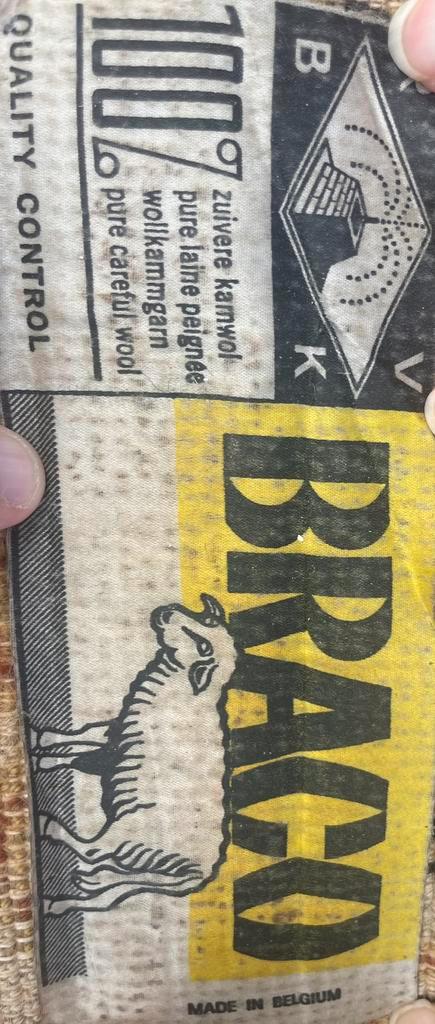 B
K
V
100%
zuivere kamwol
pure laine peignée
wollkammgarn
pure careful wool
QUALITY CONTROL
BRACO
MADE IN BELGIUM